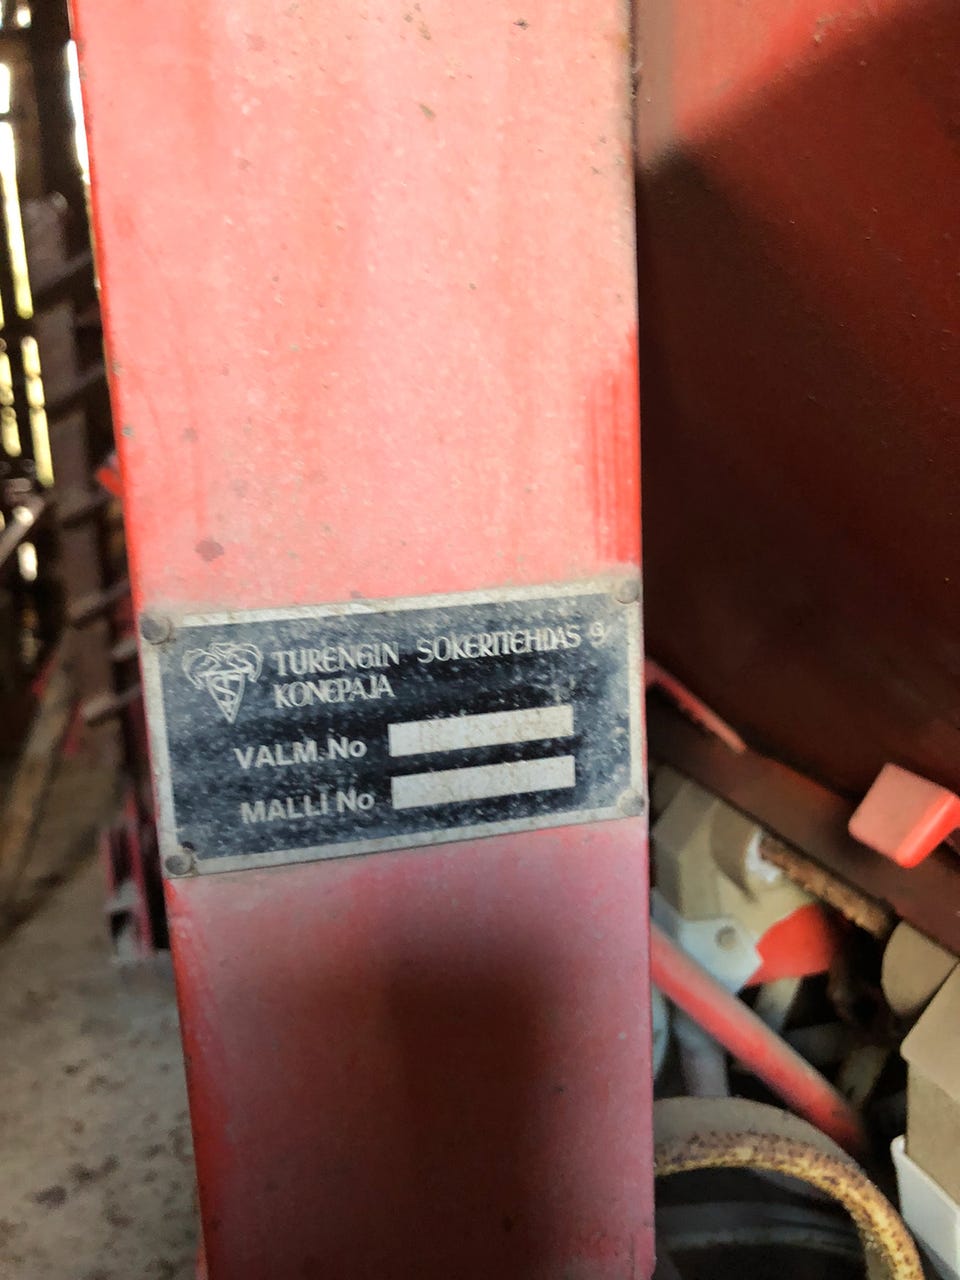 TURENGIN SOKERITEHDAS
KONEPAJA
VALM. No
MALLI No